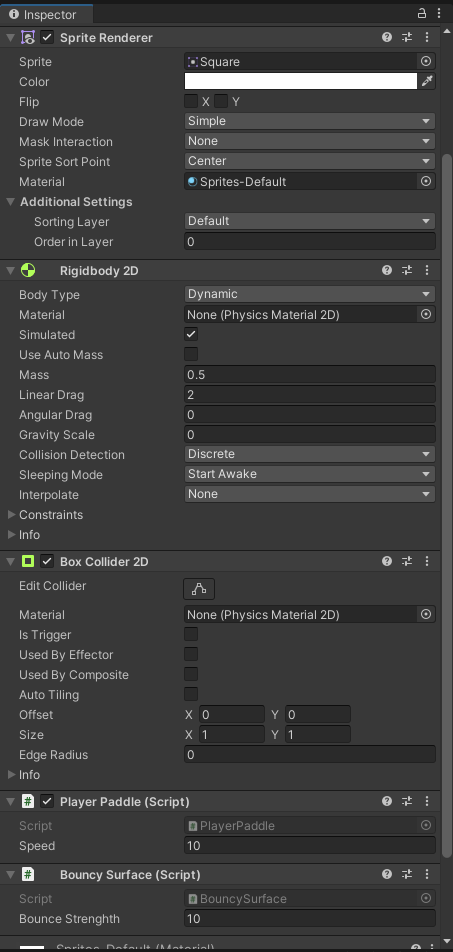 Inspector
Sprite Renderer
Sprite Square
Color
Flip X Y
Draw Mode Simple
Mask Interaction None
Sprite Sort Point Center
Material Sprites-Default
Additional Settings
Sorting Layer Default
Order in Layer 0
Rigidbody 2D
Body Type Dynamic
Material None (Physics Material 2D)
Simulated
Use Auto Mass
Mass 0.5
Linear Drag 2
Angular Drag 0
Gravity Scale 0
Collision Detection Discrete
Sleeping Mode Start Awake
Interpolate None
Constraints
Info
Box Collider 2D
Edit Collider
Material None (Physics Material 2D)
Is Trigger
Used By Effector
Used By Composite
Auto Tiling
Offset X 0 Y 0
Size X 1 Y 1
Edge Radius 0
Info
# Player Paddle (Script)
Script PlayerPaddle
Speed 10
# Bouncy Surface (Script)
Script BouncySurface
Bounce Strenghth 10
Sprites-Default (Material)